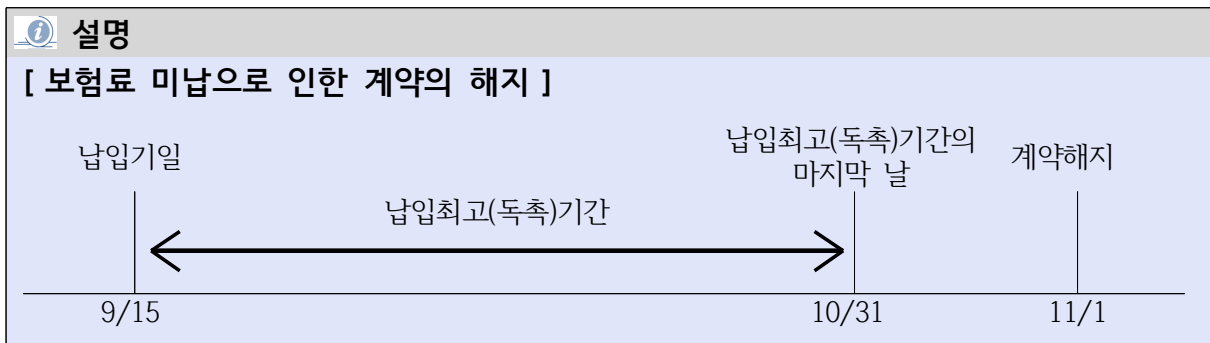 설명
[ 보험료 미납으로 인한 계약의 해지 ]
납입기일
납입최고(독촉)기간의
마지막 날
계약해지
납입최고(독촉)기간
9/15
10/31
11/1